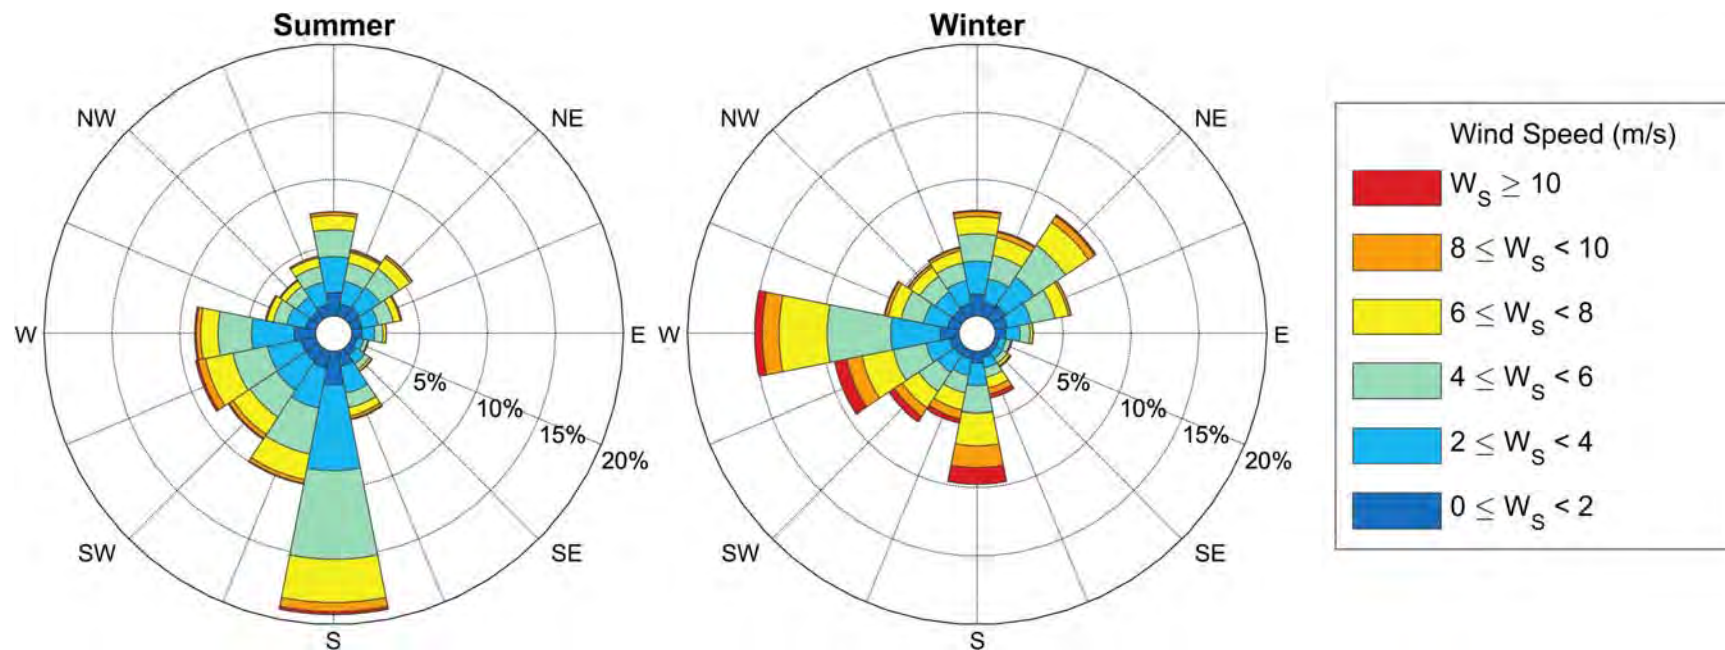 Summer
NW
NE
W
E
5%
10%
15%
20%
SW
SE
S
Winter
NW
NE
W
E
5%
10%
15%
20%
SW
SE
S
Wind Speed (m/s)
W_S ≥ 10
8 ≤ W_S < 10
6 ≤ W_S < 8
4 ≤ W_S < 6
2 ≤ W_S < 4
0 ≤ W_S < 2